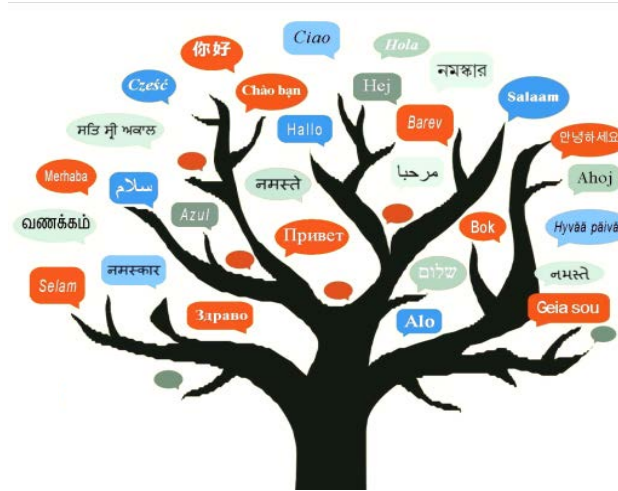 Ciao
Hola
你好
नमस्कार
Cześć
Chào bạn
Hej
Salaam
ਸਤਿ ਸ੍ਰੀ ਅਕਾਲ
Hallo
Barev
안녕하세요
Merhaba
سلام
नमस्ते
مرحبا
Ahoj
வணக்கம்
Azul
Привет
Bok
Hyvää päivää
Selam
नमस्कार
שלום
નમસ્તે
Здраво
Alo
Geia sou